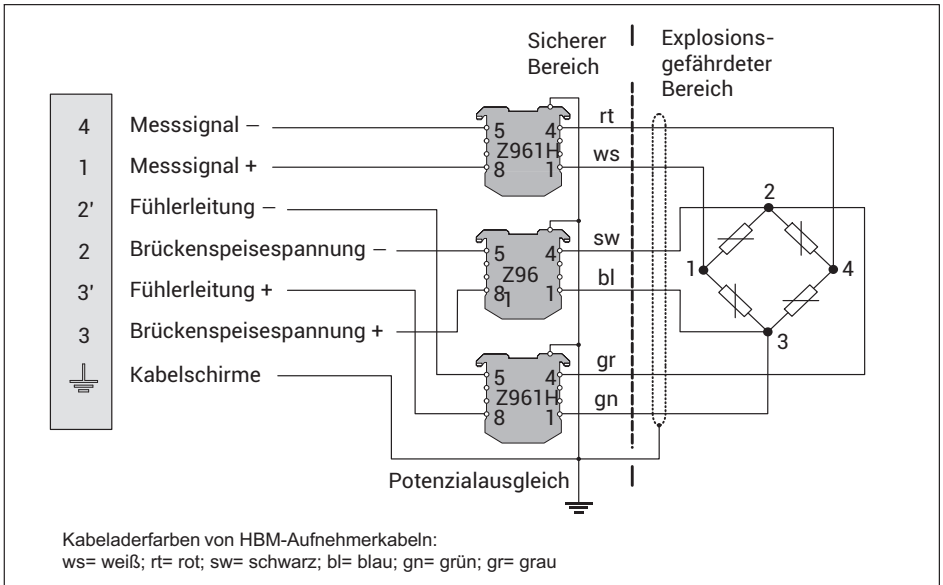 Sicherer
Bereich
Explosions-
gefährdeter
Bereich
4 Messsignal –
1 Messsignal +
2' Fühlerleitung –
2 Brückenspeisespannung –
3' Fühlerleitung +
3 Brückenspeisespannung +
Kabelschirme
5 4
Z961H
8 1
rt
ws
5 4
Z96
8 1
1
sw
bl
5 4
Z961H
8 1
gr
gn
2
1
4
3
Potenzialausgleich
Kabeladerfarben von HBM-Aufnehmerkabeln:
ws= weiß; rt= rot; sw= schwarz; bl= blau; gn= grün; gr= grau